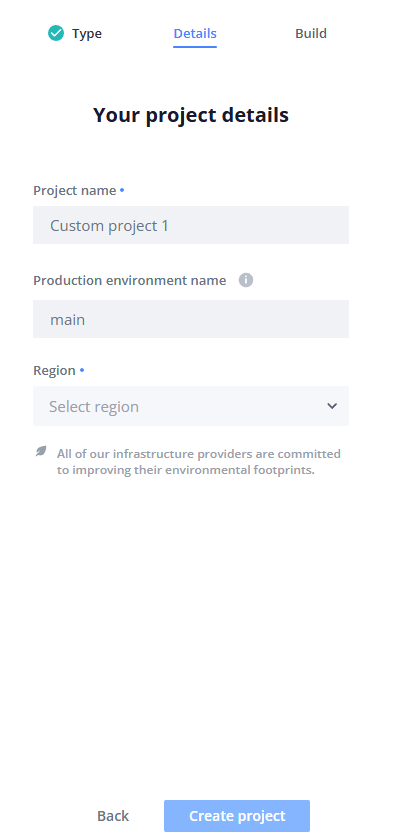 Type
Details
Build
Your project details
Project name
Custom project 1
Production environment name
main
Region
Select region
All of our infrastructure providers are committed
to improving their environmental footprints.
Back
Create project